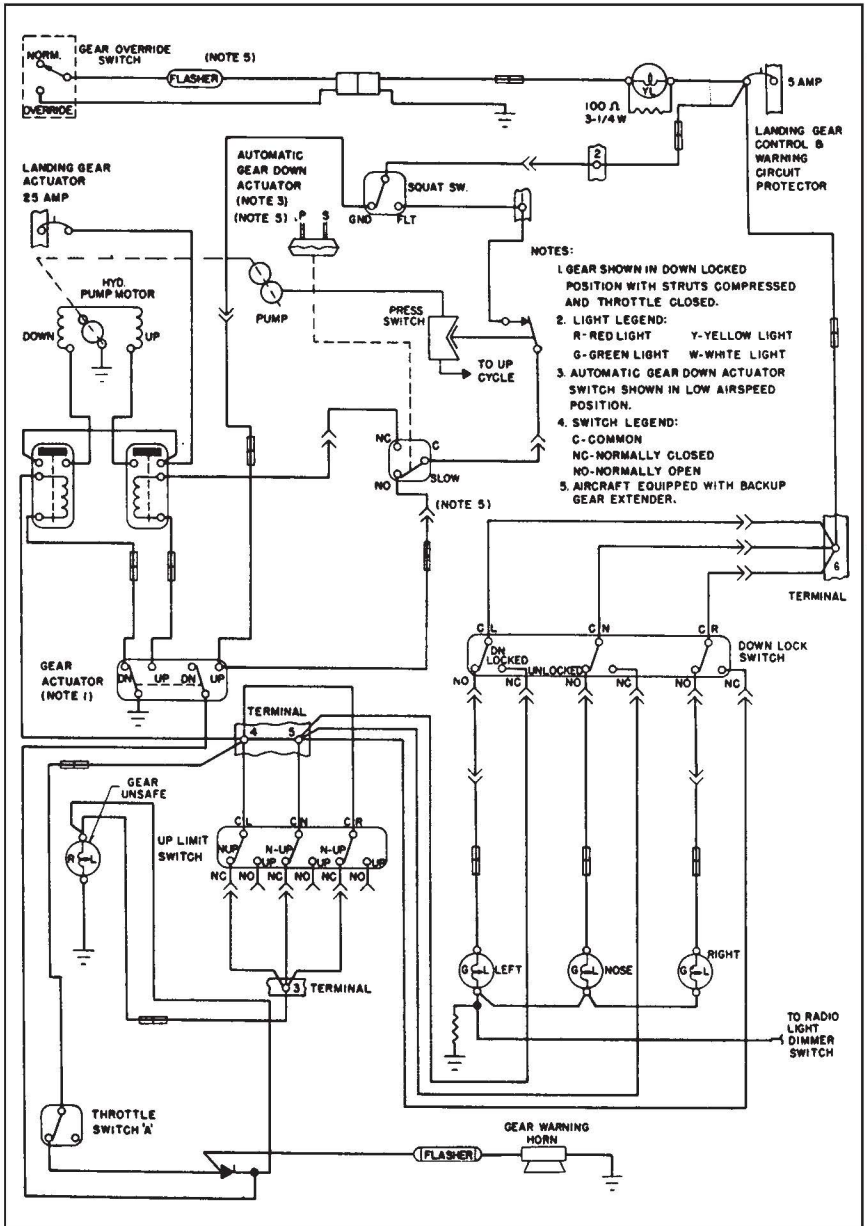 NORM.
GEAR OVERRIDE
SWITCH
(NOTE 5)
FLASHER
OVERRIDE
YL
5 AMP
100 Ω
3-1/4 W
LANDING GEAR
CONTROL &
WARNING
CIRCUIT
PROTECTOR
LANDING GEAR
ACTUATOR
25 AMP
AUTOMATIC
GEAR DOWN
ACTUATOR
(NOTE 3)
(NOTE 5)
P S
2
SQUAT SW.
GND FLT
HYD.
PUMP MOTOR
DOWN
UP
PUMP
PRESS
SWITCH
TO UP
CYCLE
NOTES:
1. GEAR SHOWN IN DOWN LOCKED
POSITION WITH STRUTS COMPRESSED
AND THROTTLE CLOSED.
2. LIGHT LEGEND:
R-RED LIGHT Y-YELLOW LIGHT
G-GREEN LIGHT W-WHITE LIGHT
3. AUTOMATIC GEAR DOWN ACTUATOR
SWITCH SHOWN IN LOW AIRSPEED
POSITION.
4. SWITCH LEGEND:
C-COMMON
NC-NORMALLY CLOSED
NO-NORMALLY OPEN
5. AIRCRAFT EQUIPPED WITH BACKUP
GEAR EXTENDER.
NC
C
SLOW
NO
(NOTE 5)
6
TERMINAL
C L
C N
C R
DN
LOCKED
UNLOCKED
DOWN LOCK
SWITCH
NO NC NO NC NO NC
GEAR
ACTUATOR
(NOTE 1)
DN UP DN UP
TERMINAL
4 5
GEAR
UNSAFE
R L
UP LIMIT
SWITCH
C L C N C R
NUP UP N-UP UP N-UP UP
NC NO NC NO NC NO
3 TERMINAL
G L LEFT
G L NOSE
G L RIGHT
TO RADIO
LIGHT
DIMMER
SWITCH
THROTTLE
SWITCH 'A'
FLASHER
GEAR WARNING
HORN